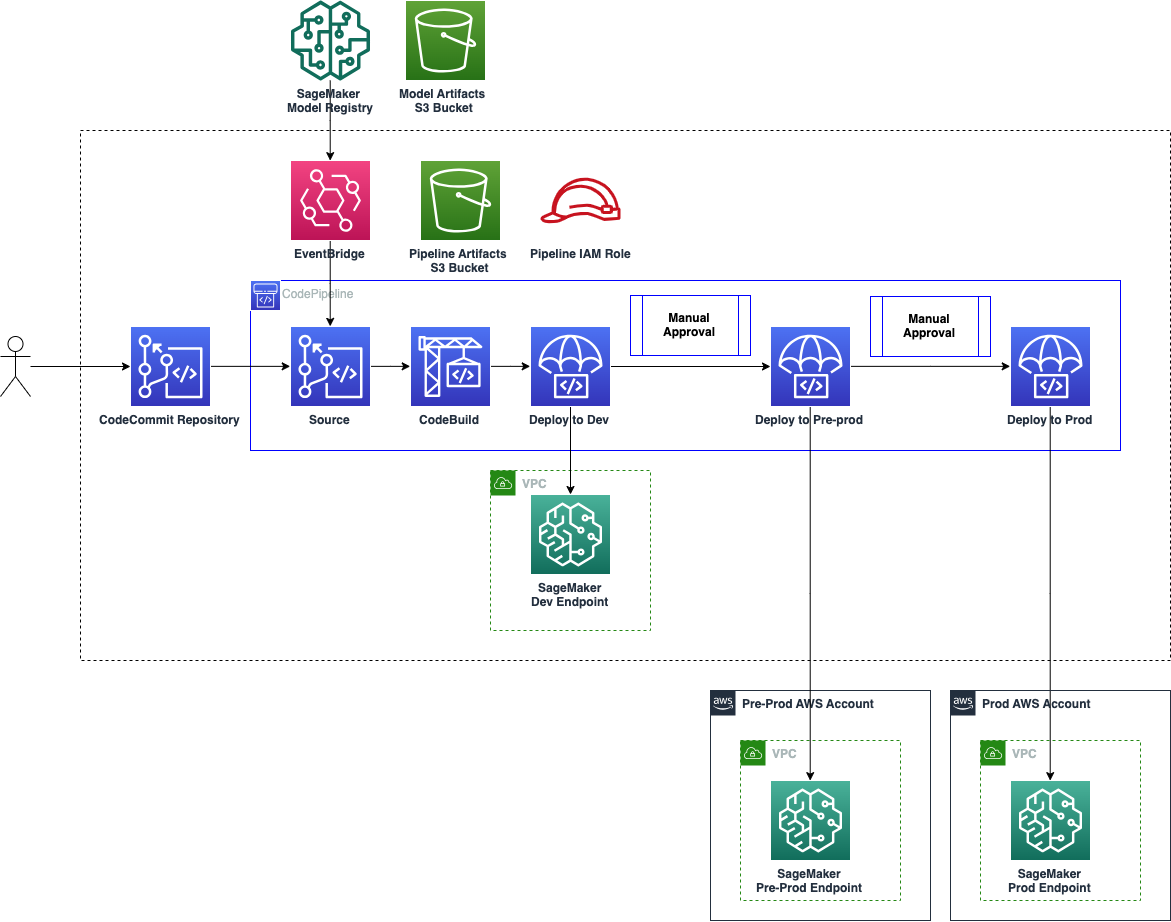 SageMaker
Model Registry
Model Artifacts
S3 Bucket
EventBridge
Pipeline Artifacts
S3 Bucket
Pipeline IAM Role
CodePipeline
Manual
Approval
Manual
Approval
CodeCommit Repository
Source
CodeBuild
Deploy to Dev
Deploy to Pre-prod
Deploy to Prod
VPC
SageMaker
Dev Endpoint
aws
Pre-Prod AWS Account
aws
Prod AWS Account
VPC
VPC
SageMaker
Pre-Prod Endpoint
SageMaker
Prod Endpoint